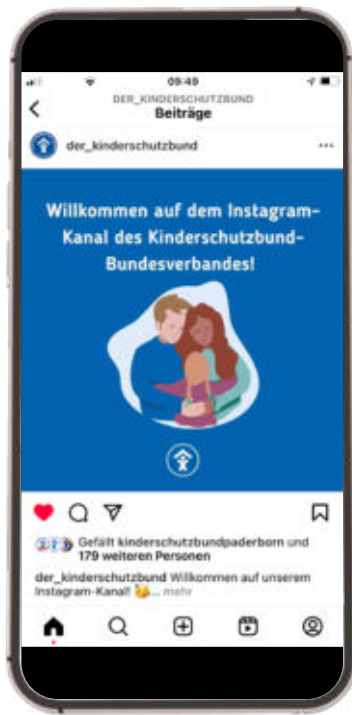 09:49
DER_KINDERSCHUTZBUND
Beiträge
der_kinderschutzbund
Willkommen auf dem Instagram-
Kanal des Kinderschutzbund-
Bundesverbandes!
Gefällt kinderschutzbundpaderborn und
179 weiteren Personen
der_kinderschutzbund Willkommen auf unserem
Instagram-Kanal! ... mehr